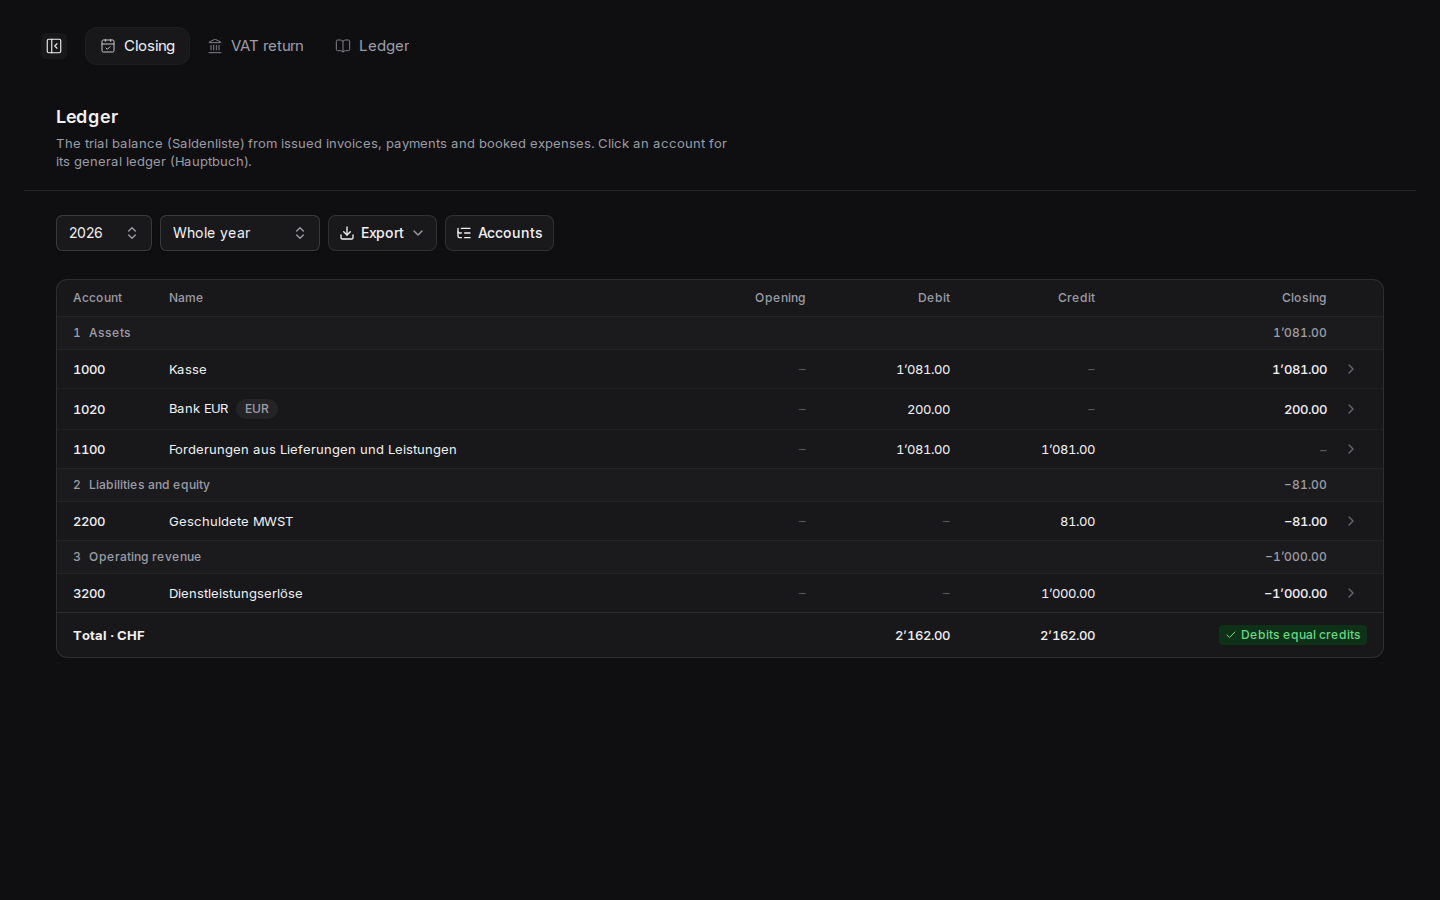 Closing VAT return Ledger
Ledger
The trial balance (Saldenliste) from issued invoices, payments and booked expenses. Click an account for
its general ledger (Hauptbuch).
2026 Whole year Export Accounts
Account Name Opening Debit Credit Closing
1 Assets 1’081.00
1000 Kasse – 1’081.00 – 1’081.00
1020 Bank EUR EUR – 200.00 – 200.00
1100 Forderungen aus Lieferungen und Leistungen – 1’081.00 1’081.00 –
2 Liabilities and equity −81.00
2200 Geschuldete MWST – – 81.00 −81.00
3 Operating revenue −1’000.00
3200 Dienstleistungserlöse – – 1’000.00 −1’000.00
Total · CHF 2’162.00 2’162.00 Debits equal credits